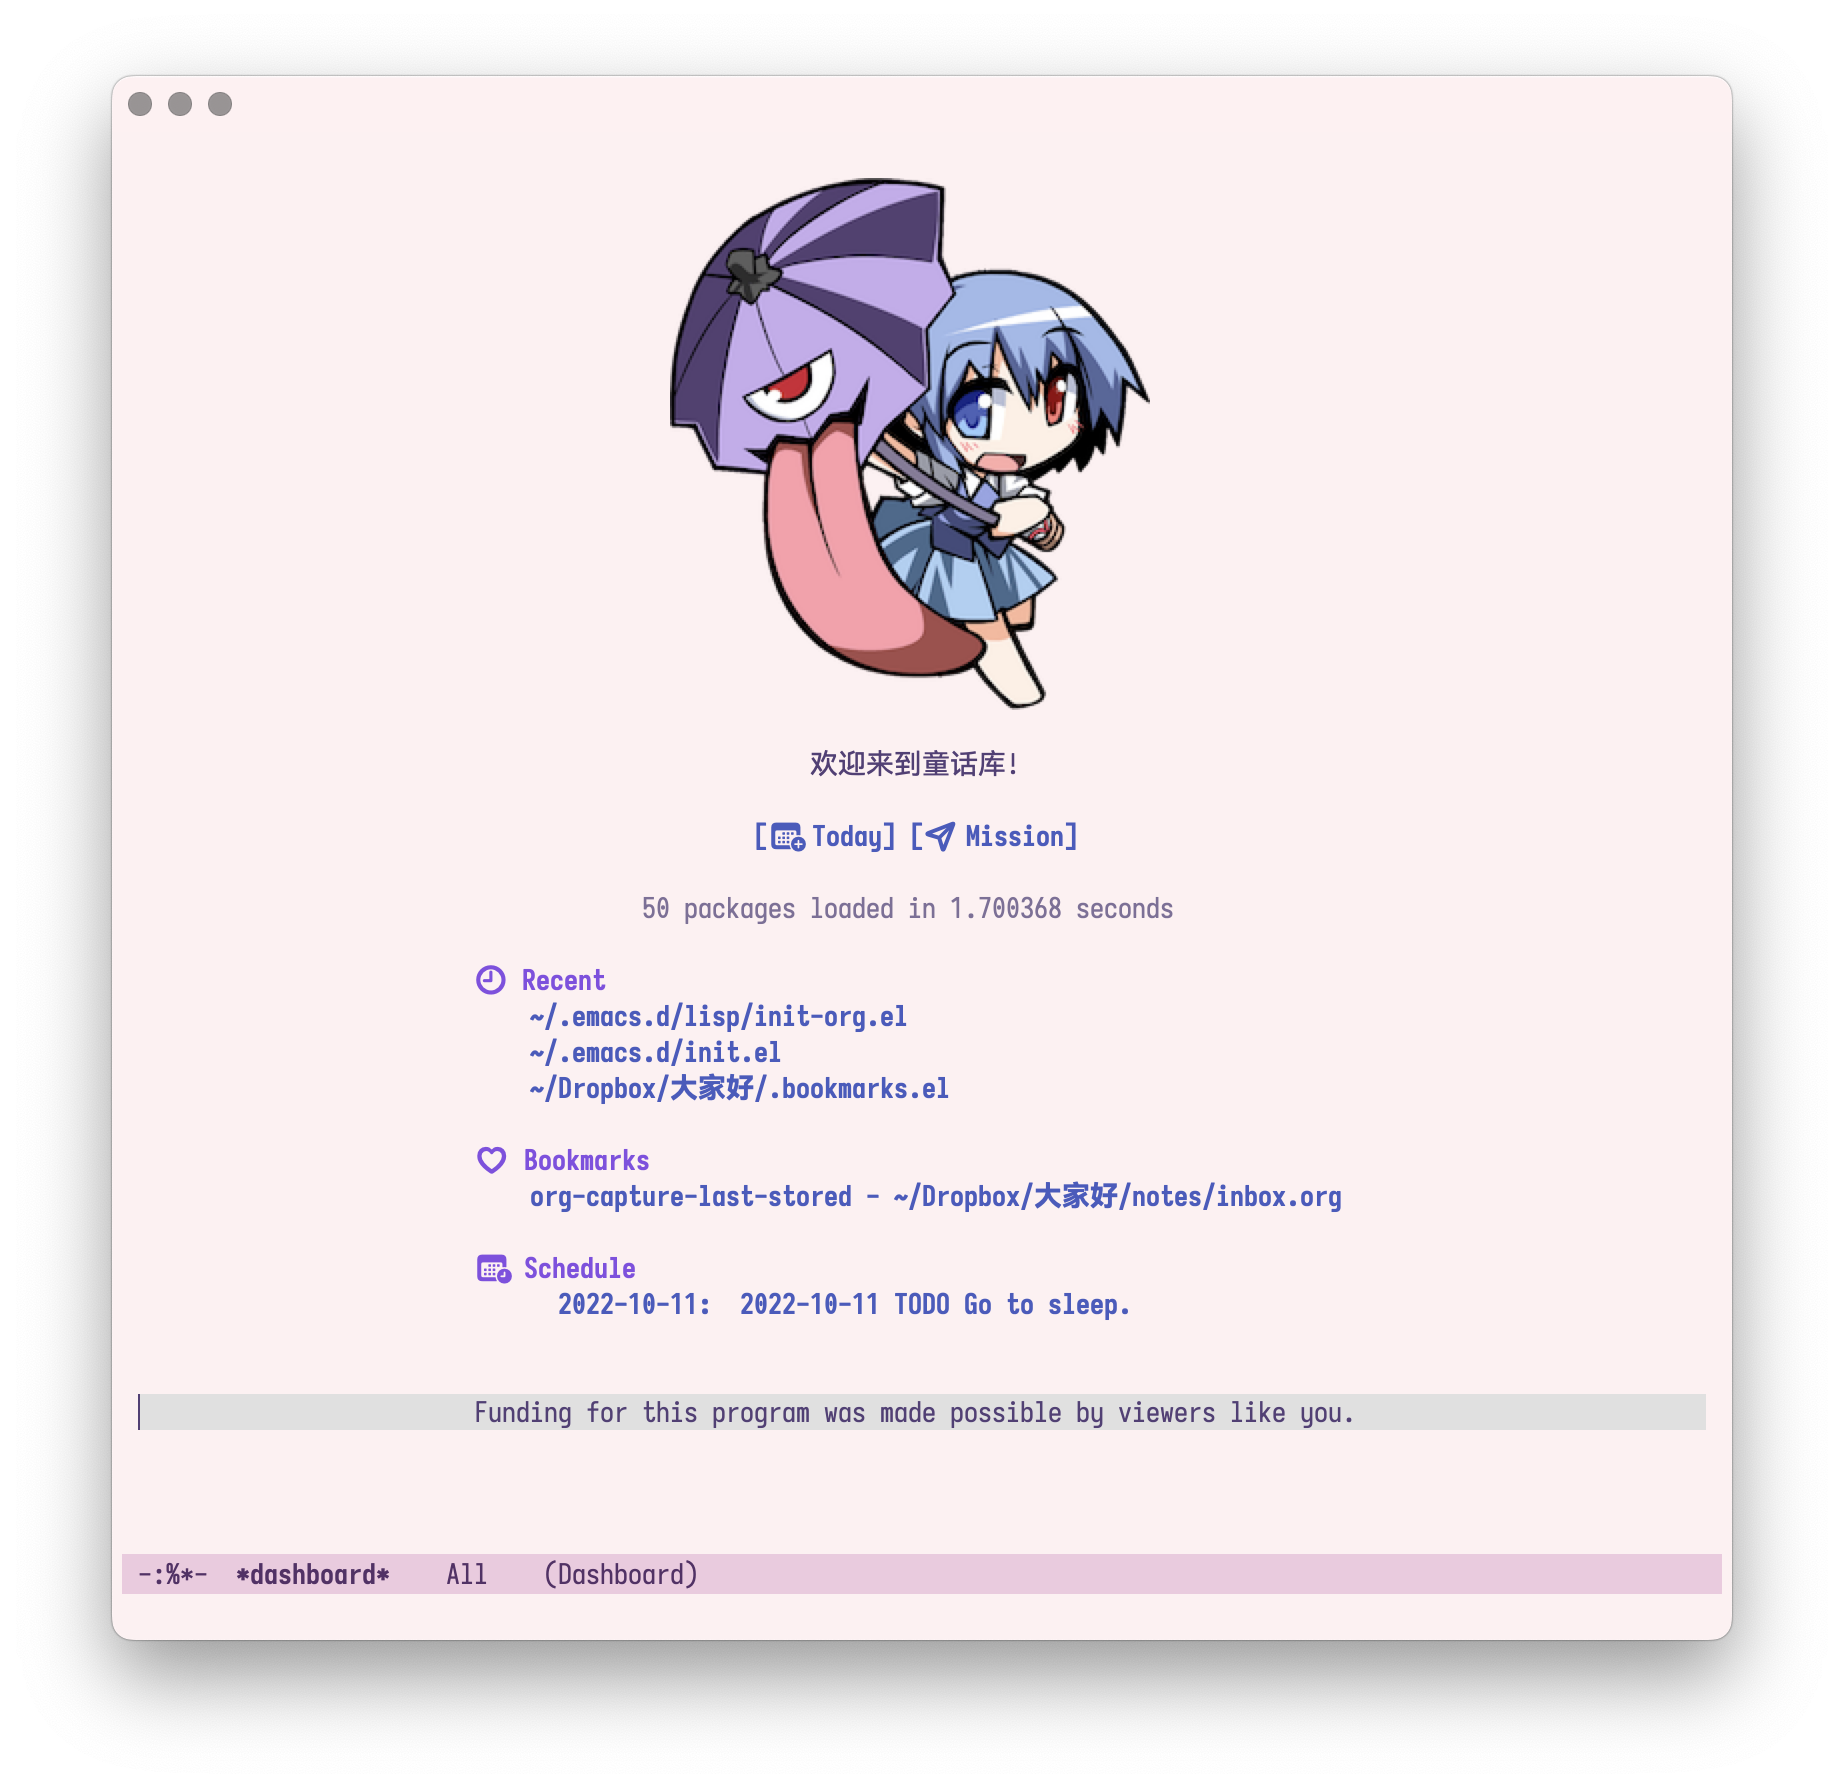 欢迎来到童话库!
[Today] [Mission]
50 packages loaded in 1.700368 seconds
Recent
~/.emacs.d/lisp/init-org.el
~/.emacs.d/init.el
~/Dropbox/大家好/.bookmarks.el
Bookmarks
org-capture-last-stored - ~/Dropbox/大家好/notes/inbox.org
Schedule
2022-10-11:  2022-10-11 TODO Go to sleep.
Funding for this program was made possible by viewers like you.
-:%*-  *dashboard*    All    (Dashboard)